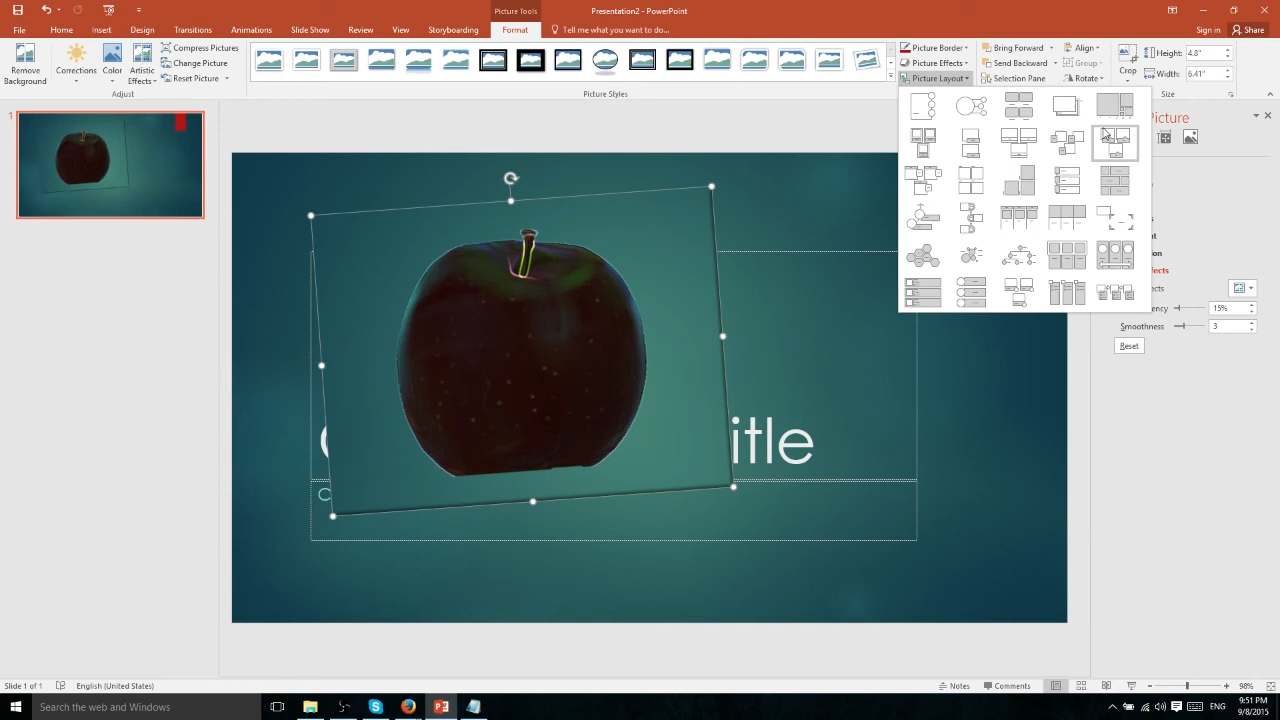 Picture Tools
Presentation2 - PowerPoint
File
Home
Insert
Design
Transitions
Animations
Slide Show
Review
View
Storyboarding
Format
Tell me what you want to do...
Sign in
Share
Remove
Background
Corrections
Color
Artistic
Effects
Compress Pictures
Change Picture
Reset Picture
Adjust
Picture Styles
Picture Border
Picture Effects
Picture Layout
Bring Forward
Send Backward
Selection Pane
Align
Group
Rotate
Crop
Height: 4.8"
Width: 6.41"
Size
1
Picture
15%
Smoothness
3
Reset
itle
Slide 1 of 1
English (United States)
Notes
Comments
98%
Search the web and Windows
ENG
9:51 PM
9/8/2015